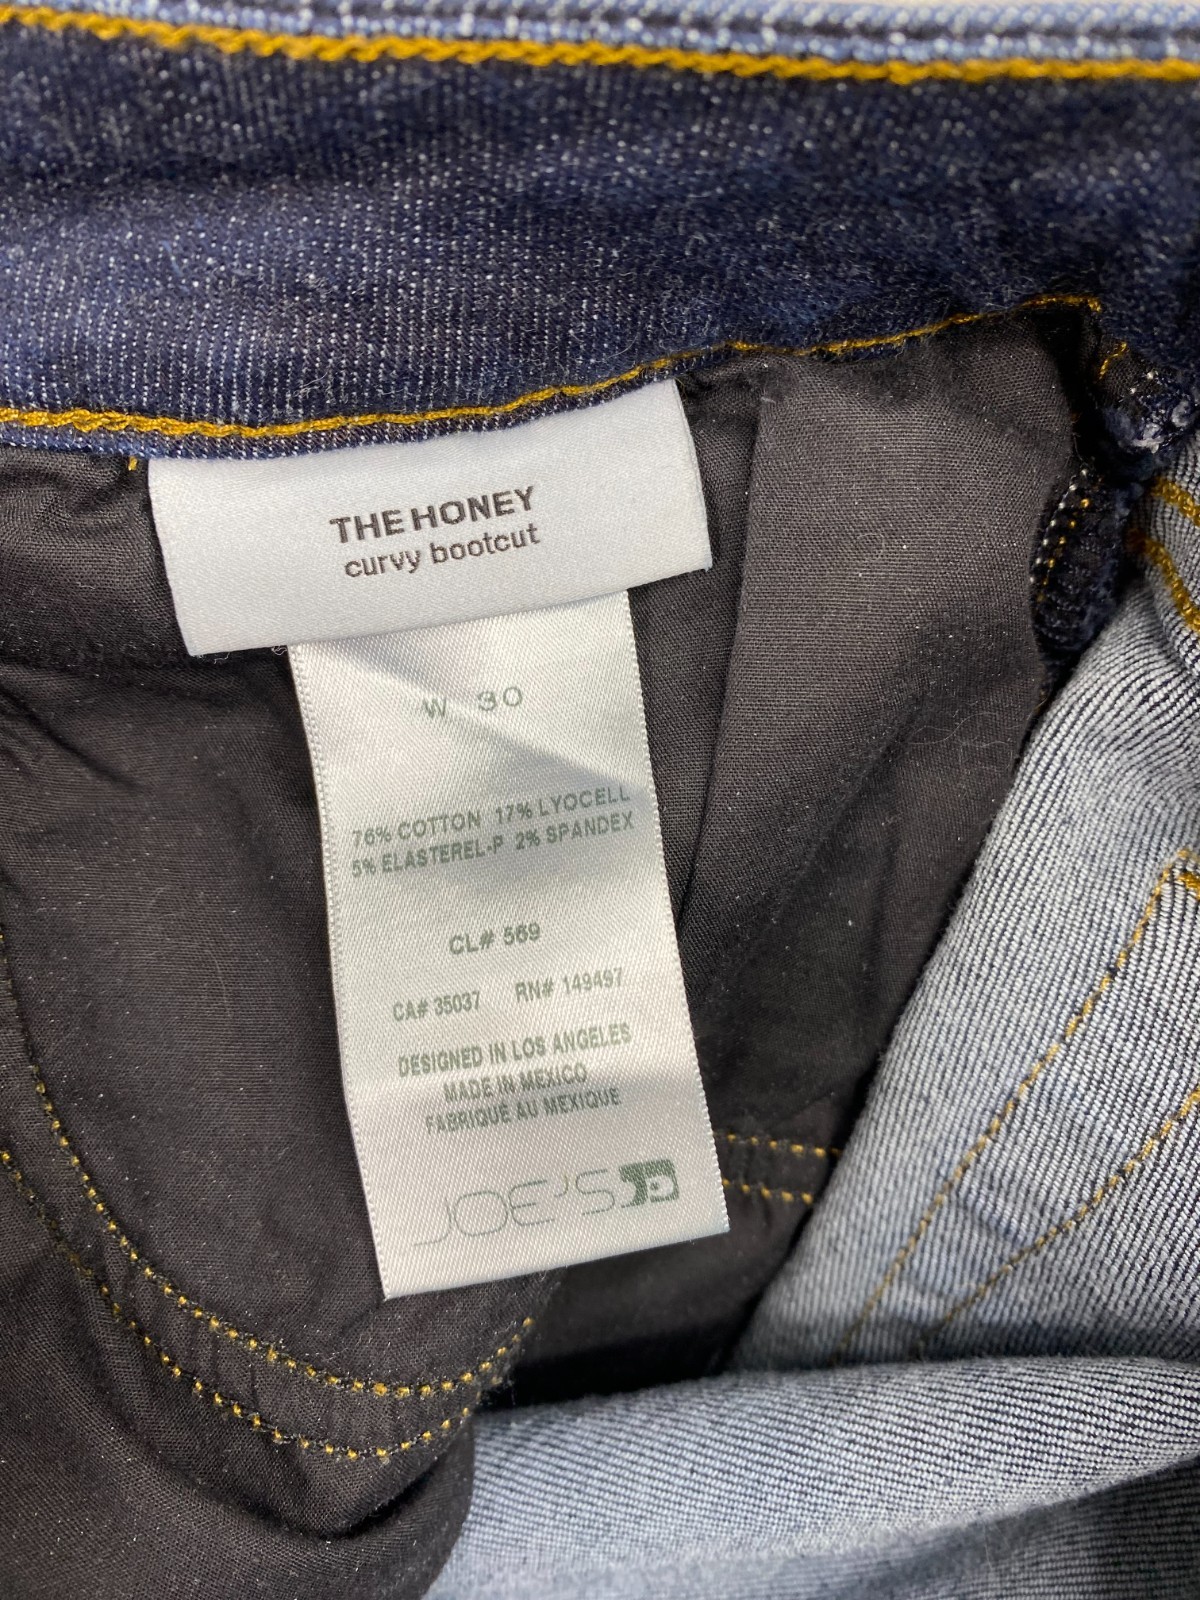 THE HONEY
curvy bootcut
W 30
76% COTTON 17% LYOCELL
5% ELASTEREL-P 2% SPANDEX
CL# 569
CA# 35037 RN# 149497
DESIGNED IN LOS ANGELES
MADE IN MEXICO
FABRIQUÉ AU MEXIQUE
JOE'S